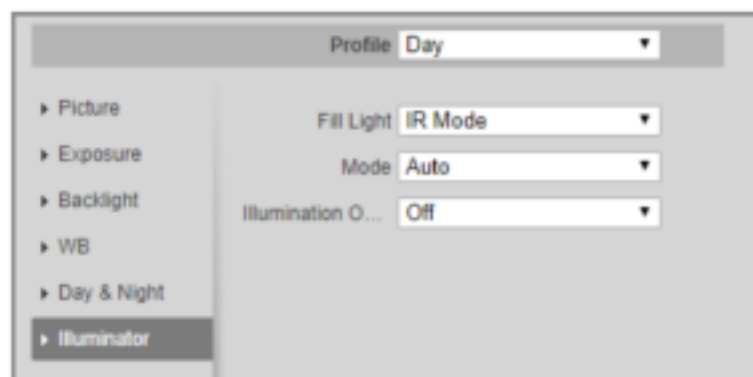 Profile Day
Picture
Fill Light IR Mode
Exposure
Mode Auto
Backlight
Illumination O... Off
WB
Day & Night
Illuminator